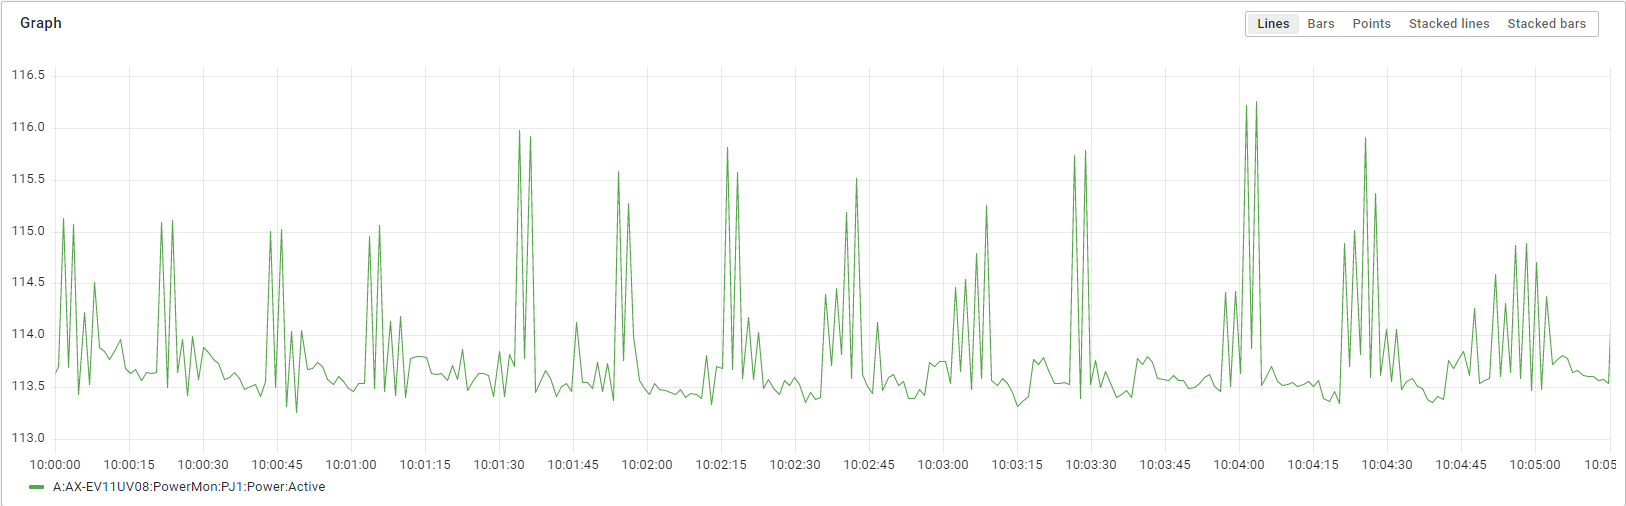 Graph
Lines Bars Points Stacked lines Stacked bars
116.5
116.0
115.5
115.0
114.5
114.0
113.5
113.0
10:00:00 10:00:15 10:00:30 10:00:45 10:01:00 10:01:15 10:01:30 10:01:45 10:02:00 10:02:15 10:02:30 10:02:45 10:03:00 10:03:15 10:03:30 10:03:45 10:04:00 10:04:15 10:04:30 10:04:45 10:05:00 10:05
A:AX-EV11UV08:PowerMon:PJ1:Power:Active